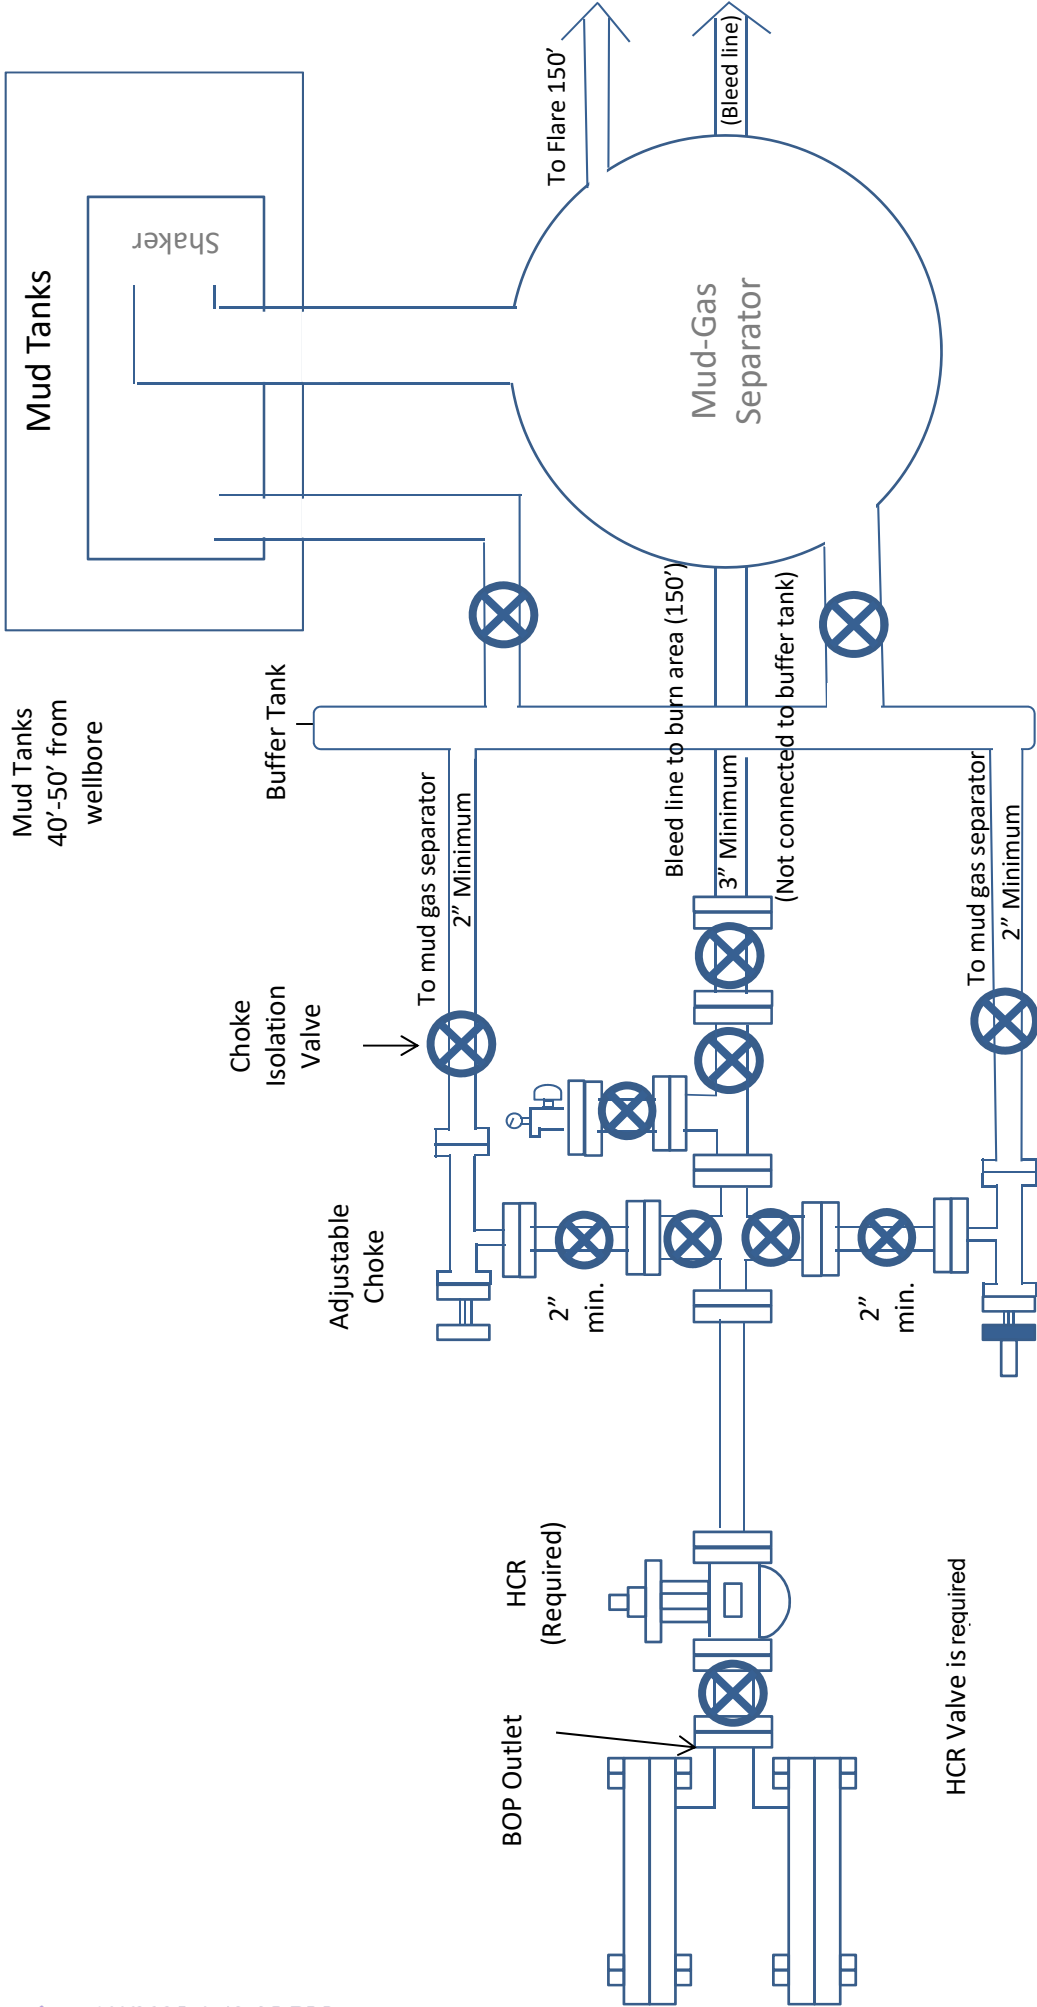 Mud Tanks
Shaker
To Flare 150’
(Bleed line)
Mud-Gas
Separator
Mud Tanks
40’-50’ from
wellbore
Buffer Tank
Bleed line to burn area (150’)
3” Minimum
(Not connected to buffer tank)
To mud gas separator
2” Minimum
To mud gas separator
2” Minimum
Choke
Isolation
Valve
Adjustable
Choke
2”
min.
2”
min.
HCR
(Required)
BOP Outlet
HCR Valve is required